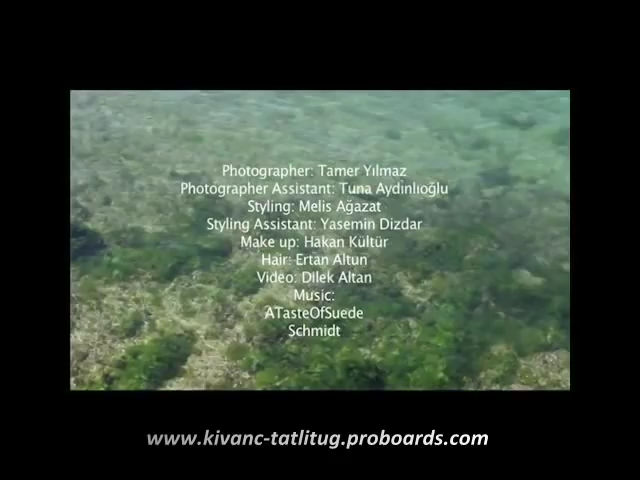 Photographer: Tamer Yılmaz
Photographer Assistant: Tuna Aydınlıoğlu
Styling: Melis Ağazat
Styling Assistant: Yasemin Dizdar
Make up: Hakan Kültür
Hair: Ertan Altun
Video: Dilek Altan
Music:
ATasteOfSuede
Schmidt
www.kivanc-tatlitug.proboards.com